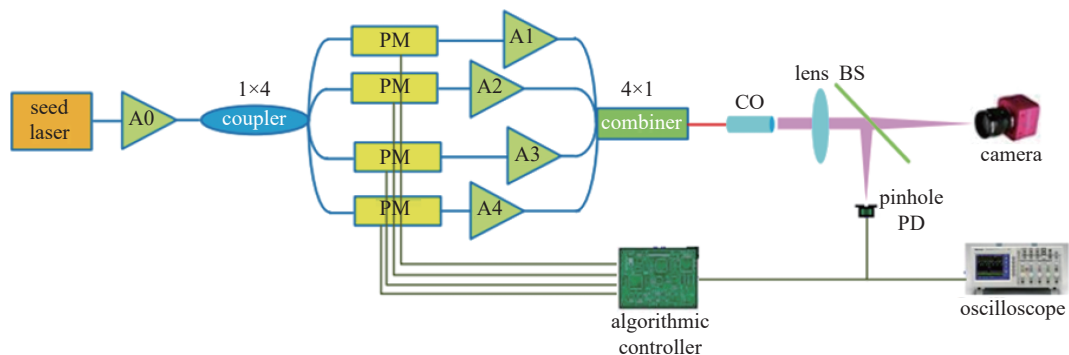 seed
laser
A0
1×4
coupler
PM
PM
PM
PM
A1
A2
A3
A4
4×1
combiner
CO
lens BS
camera
pinhole
PD
algorithmic
controller
oscilloscope